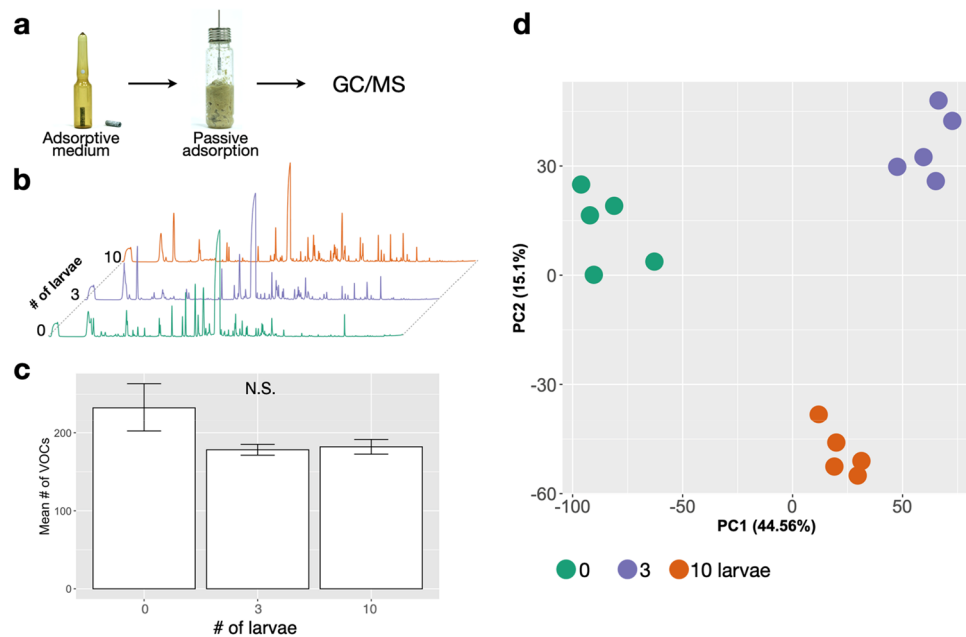 a
Adsorptive
medium
Passive
adsorption
GC/MS
b
# of larvae
10
3
0
c
N.S.
Mean # of VOCs
200
100
0
0
3
10
# of larvae
d
PC2 (15.1%)
30
0
-30
-60
-100
-50
0
50
PC1 (44.56%)
0
3
10 larvae